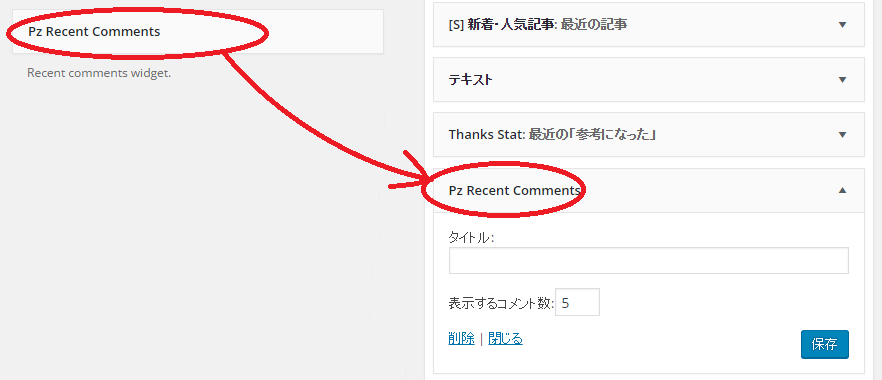 Pz Recent Comments
Recent comments widget.
[S] 新着・人気記事: 最近の記事
テキスト
Thanks Stat: 最近の「参考になった」
Pz Recent Comments
タイトル:
表示するコメント数: 5
削除 | 閉じる
保存